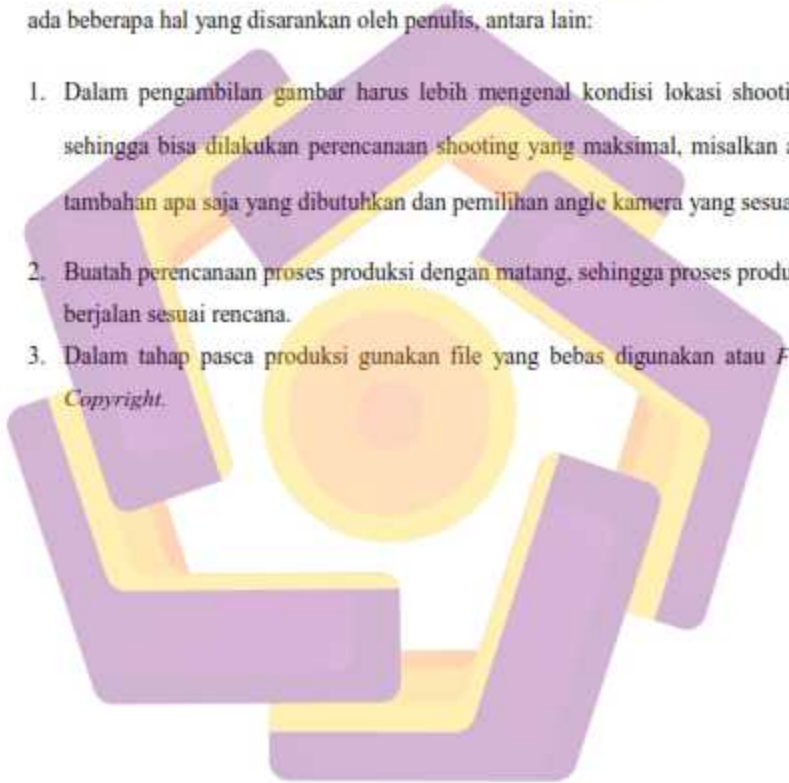 ada beberapa hal yang disarankan oleh penulis, antara lain:
1. Dalam pengambilan gambar harus lebih mengenal kondisi lokasi shooti
sehingga bisa dilakukan perencanaan shooting yang maksimal, misalkan a
tambahan apa saja yang dibutuhkan dan pemilihan angle kamera yang sesua
2. Buatah perencanaan proses produksi dengan matang, sehingga proses produ
berjalan sesuai rencana.
3. Dalam tahap pasca produksi gunakan file yang bebas digunakan atau F
Copyright.